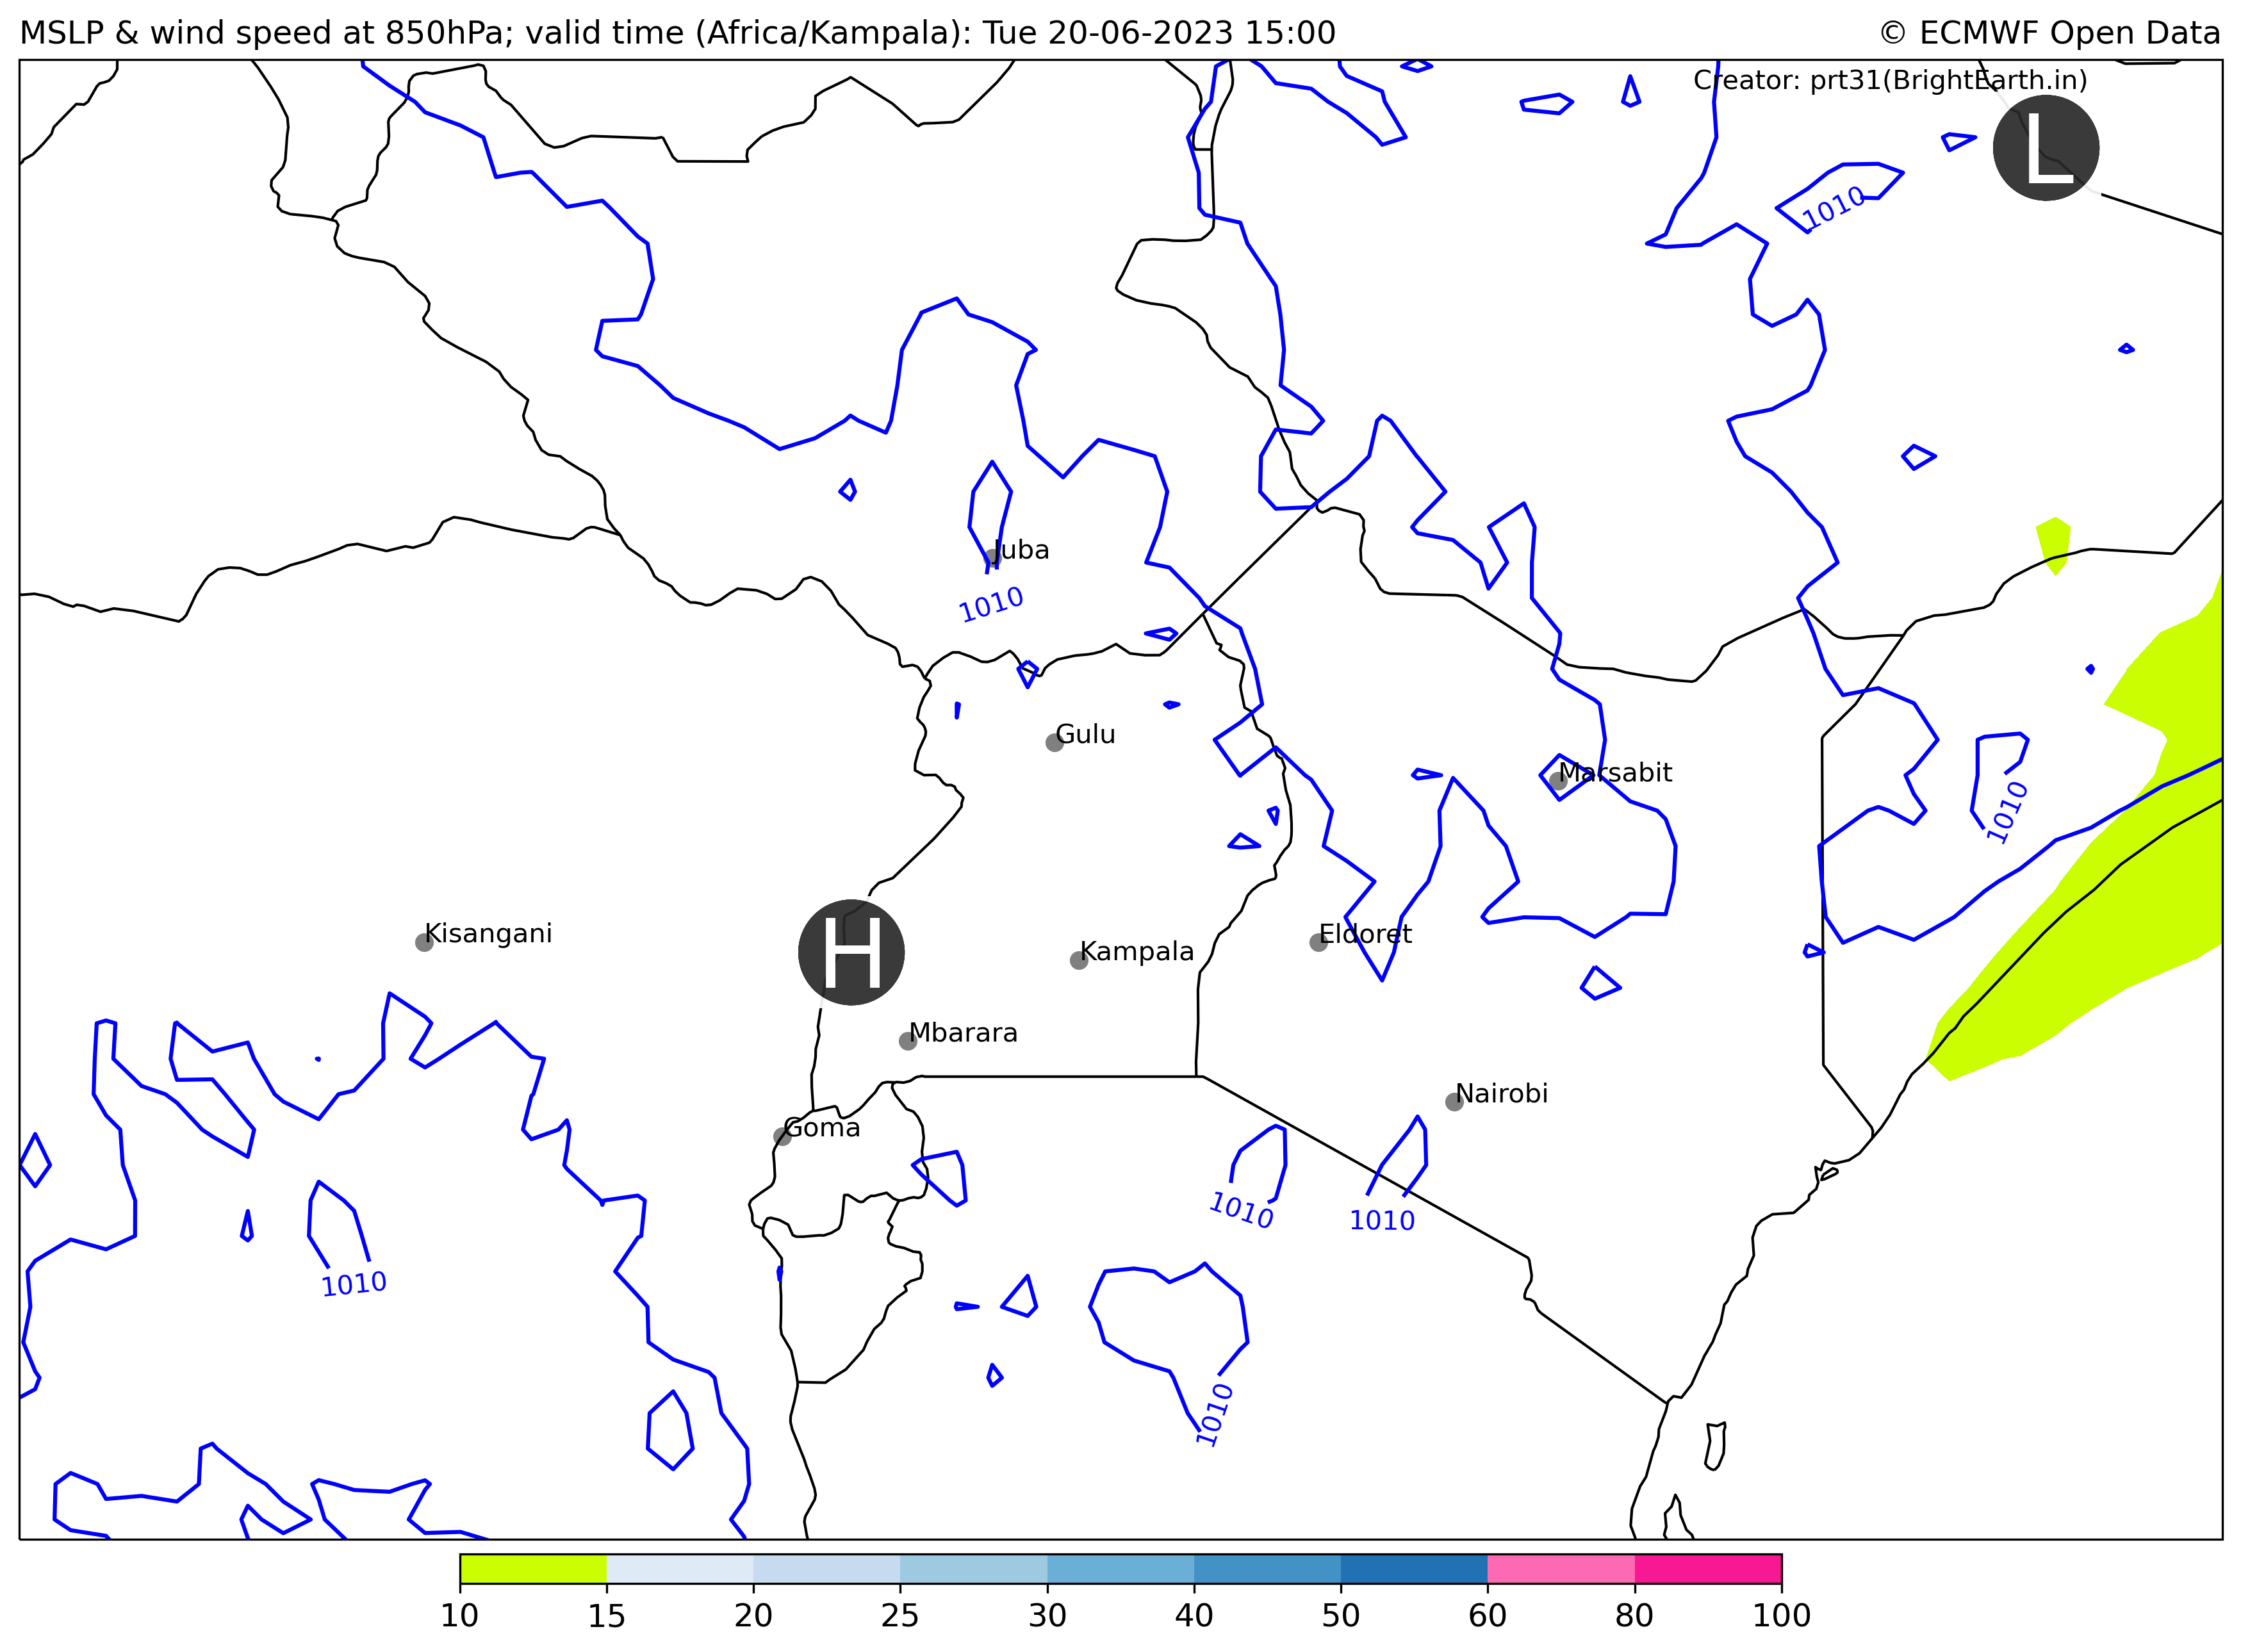 MSLP & wind speed at 850hPa; valid time (Africa/Kampala): Tue 20-06-2023 15:00
© ECMWF Open Data
Creator: prt31(BrightEarth.in)
L
1010
Juba
1010
Gulu
Marsabit
1010
Kisangani
H
Kampala
Eldoret
Mbarara
Nairobi
Goma
1010
1010
1010
1010
10 15 20 25 30 40 50 60 80 100